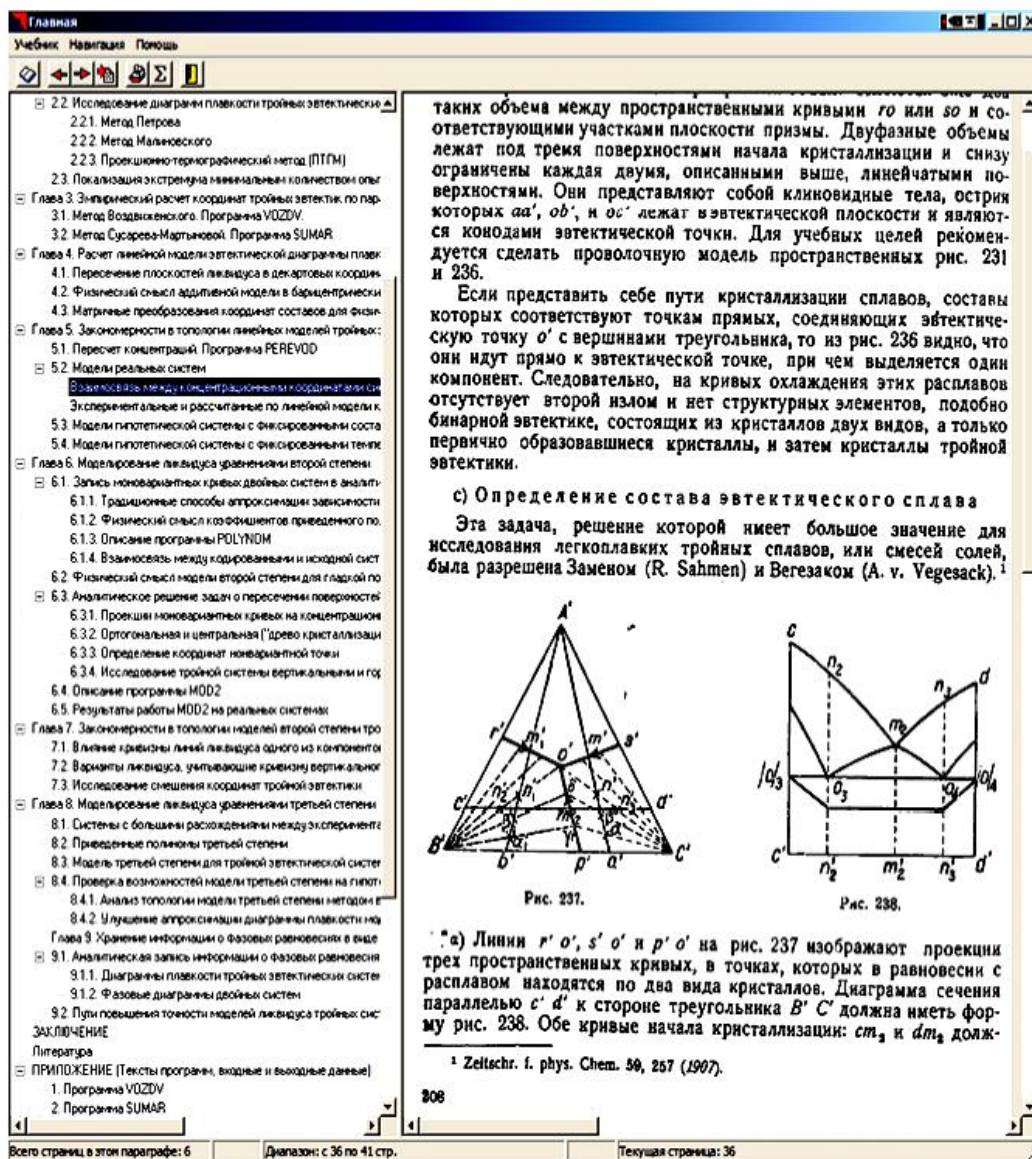 Главная
Учебник Навигация Помощь
2.2. Исследование диаграмм плавкости тройных эвтектические
2.2.1. Метод Петрова
2.2.2. Метод Малиновского
2.2.3. Проекционно-термографический метод (ПТГМ)
2.3. Локализация экстремума минимальным количеством опыт
Глава 3. Эмпирический расчет координат тройных эвтектик по пар
3.1. Метод Воздвиженского. Программа VOZDV.
3.2. Метод Сусарева-Мартыновой. Программа SUMAR
Глава 4. Расчет линейной модели эвтектической диаграммы плавк
4.1. Пересечение плоскостей ликвидуса в декартовых координ
4.2. Физический смысл аддитивной модели в барицентрически
4.3. Матричные преобразования координат составов для физич
Глава 5. Закономерности в топологии линейных моделей тройных
5.1. Пересчет концентраций. Программа PEREVOD
5.2. Модели реальных систем
Взаимосвязь между концентрационными координатами си
Экспериментальные и рассчитанные по линейной модели к
5.3. Модели гипотетической системы с фиксированными соста
5.4. Модели гипотетической системы с фиксированными темпе
Глава 6. Моделирование ликвидуса уравнениями второй степени
6.1. Запись моновариантных кривых двойных систем в аналити
6.1.1. Традиционные способы аппроксимации зависимости
6.1.2. Физический смысл коэффициентов приведенного по.
6.1.3. Описание программы POLYNOM
6.1.4. Взаимосвязь между кодированными и исходной сист
6.2. Физический смысл модели второй степени для гладкой по
6.3. Аналитическое решение задач о пересечении поверхностей
6.3.1. Проекции моновариантных кривых на концентрацион
6.3.2. Ортогональная и центральная ("древо кристаллизаци
6.3.3. Определение координат нонвариантной точки
6.3.4. Исследование тройной системы вертикальными и гор
6.4. Описание программы MOD2
6.5. Результаты работы MOD2 на реальных системах
Глава 7. Закономерности в топологии моделей второй степени тро
7.1. Влияние кривизны линий ликвидуса одного из компоненто
7.2. Варианты ликвидуса, учитывающие кривизну вертикальног
7.3. Исследование смешения координат тройной эвтектики
Глава 8. Моделирование ликвидуса уравнениями третьей степени
8.1. Системы с большими расхождениями между эксперимента
8.2. Приведенные полиномы третьей степени
8.3. Модель третьей степени для тройной эвтектической систем
8.4. Проверка возможностей модели третьей степени на гипот
8.4.1. Анализ топологии модели третьей степени методом в
8.4.2. Улучшение аппроксимации диаграммы плавкости мо
Глава 9. Хранение информации о фазовых равновесиях в виде
9.1. Аналитическая запись информации о фазовых равновесия
9.1.1. Диаграммы плавкости тройных эвтектических систем
9.1.2. Фазовые диаграммы двойных систем
9.2. Пути повышения точности моделей ликвидуса тройных сис
ЗАКЛЮЧЕНИЕ
Литература
ПРИЛОЖЕНИЕ (Тексты программ, входные и выходные данные)
1. Программа VOZDV
2. Программа SUMAR
таких объема между пространственными кривыми ro или so и со-
ответствующими участками плоскости призмы. Двуфазные объемы
лежат под тремя поверхностями начала кристаллизации и снизу
ограничены каждая двумя, описанными выше, линейчатыми по-
верхностями. Они представляют собой клиновидные тела, острия
которых aa', ob', и oc' лежат в эвтектической плоскости и являют-
ся конодами эвтектической точки. Для учебных целей рекомен-
дуется сделать проволочную модель пространственных рис. 231
и 236.
Если представить себе пути кристаллизации сплавов, составы
которых соответствуют точкам прямых, соединяющих эвтектиче-
скую точку o' с вершинами треугольника, то из рис. 236 видно, что
они идут прямо к эвтектической точке, при чем выделяется один
компонент. Следовательно, на кривых охлаждения этих расплавов
отсутствует второй излом и нет структурных элементов, подобно
бинарной эвтектике, состоящих из кристаллов двух видов, а только
первично образовавшиеся кристаллы, и затем кристаллы тройной
эвтектики.
c) Определение состава эвтектического сплава
Эта задача, решение которой имеет большое значение для
исследования легкоплавких тройных сплавов, или смесей солей,
была разрешена Заменом (R. Sahmen) и Вегезаком (A. v. Vegesack).¹
A'
r' m'₁ o' m' s'
c' n'₂ n'₁ n' n'₃ d'
B' b' p' a' C'
Рис. 237.
c n₂ m₂ n₃ d
o₃ o₄
c' n'₂ m'₂ n'₃ d'
Рис. 238.
α) Линии r' o', s' o' и p' o' на рис. 237 изображают проекции
трех пространственных кривых, в точках, которых в равновесии с
расплавом находятся по два вида кристаллов. Диаграмма сечения
параллелью c' d' к стороне треугольника B' C' должна иметь фор-
му рис. 238. Обе кривые начала кристаллизации: cm₂ и dm₂ долж-
¹ Zeitschr. f. phys. Chem. 59, 257 (1907).
308
Всего страниц в этом параграфе: 6 Диапазон: с 36 по 41 стр. Текущая страница: 36